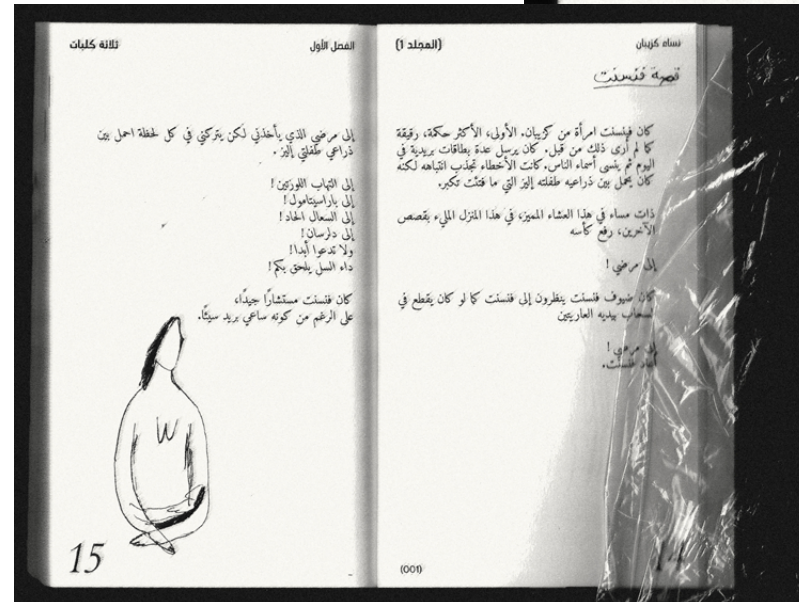 نساء كزيبان
(المجلد 1)
قصة فنسنت
كان فينسنت امرأة من كزيبان. الأولى، الأكثر حكمة، رقيقة
كما لم أرى ذلك من قبل. كان يرسل عدة بطاقات بريدية في
اليوم ثم ينسى أسماء الناس. كانت الأخطاء تجذب انتباهه لكنه
كان يحمل بين ذراعيه طفلته إليز التي ما فتئت تكبر.
ذات مساء في هذا العشاء المميز، في هذا المنزل المليء بقصص
الآخرين، رفع كأسه
إلى مرضي !
كان ضيوف فنسنت ينظرون إلى فنسنت كما لو كان يقطع في
السحاب بيديه العاريتين
إلى مرضي !
أعاد فنسنت.
(001)
14
الفصل الأول
ثلاثة كلبات
إلى مرضي الذي يأخذني لكن يتركني في كل لحظة احمل بين
ذراعي طفلتي إليز .
إلى التهاب اللوزتين !
إلى باراسيتامول !
إلى السعال الحاد !
إلى دلرسان !
ولا تدعوا أبدا !
داء السل يلحق بكم !
كان فنسنت مستشارًا جيدًا،
على الرغم من كونه ساعي بريد سيئًا.
15